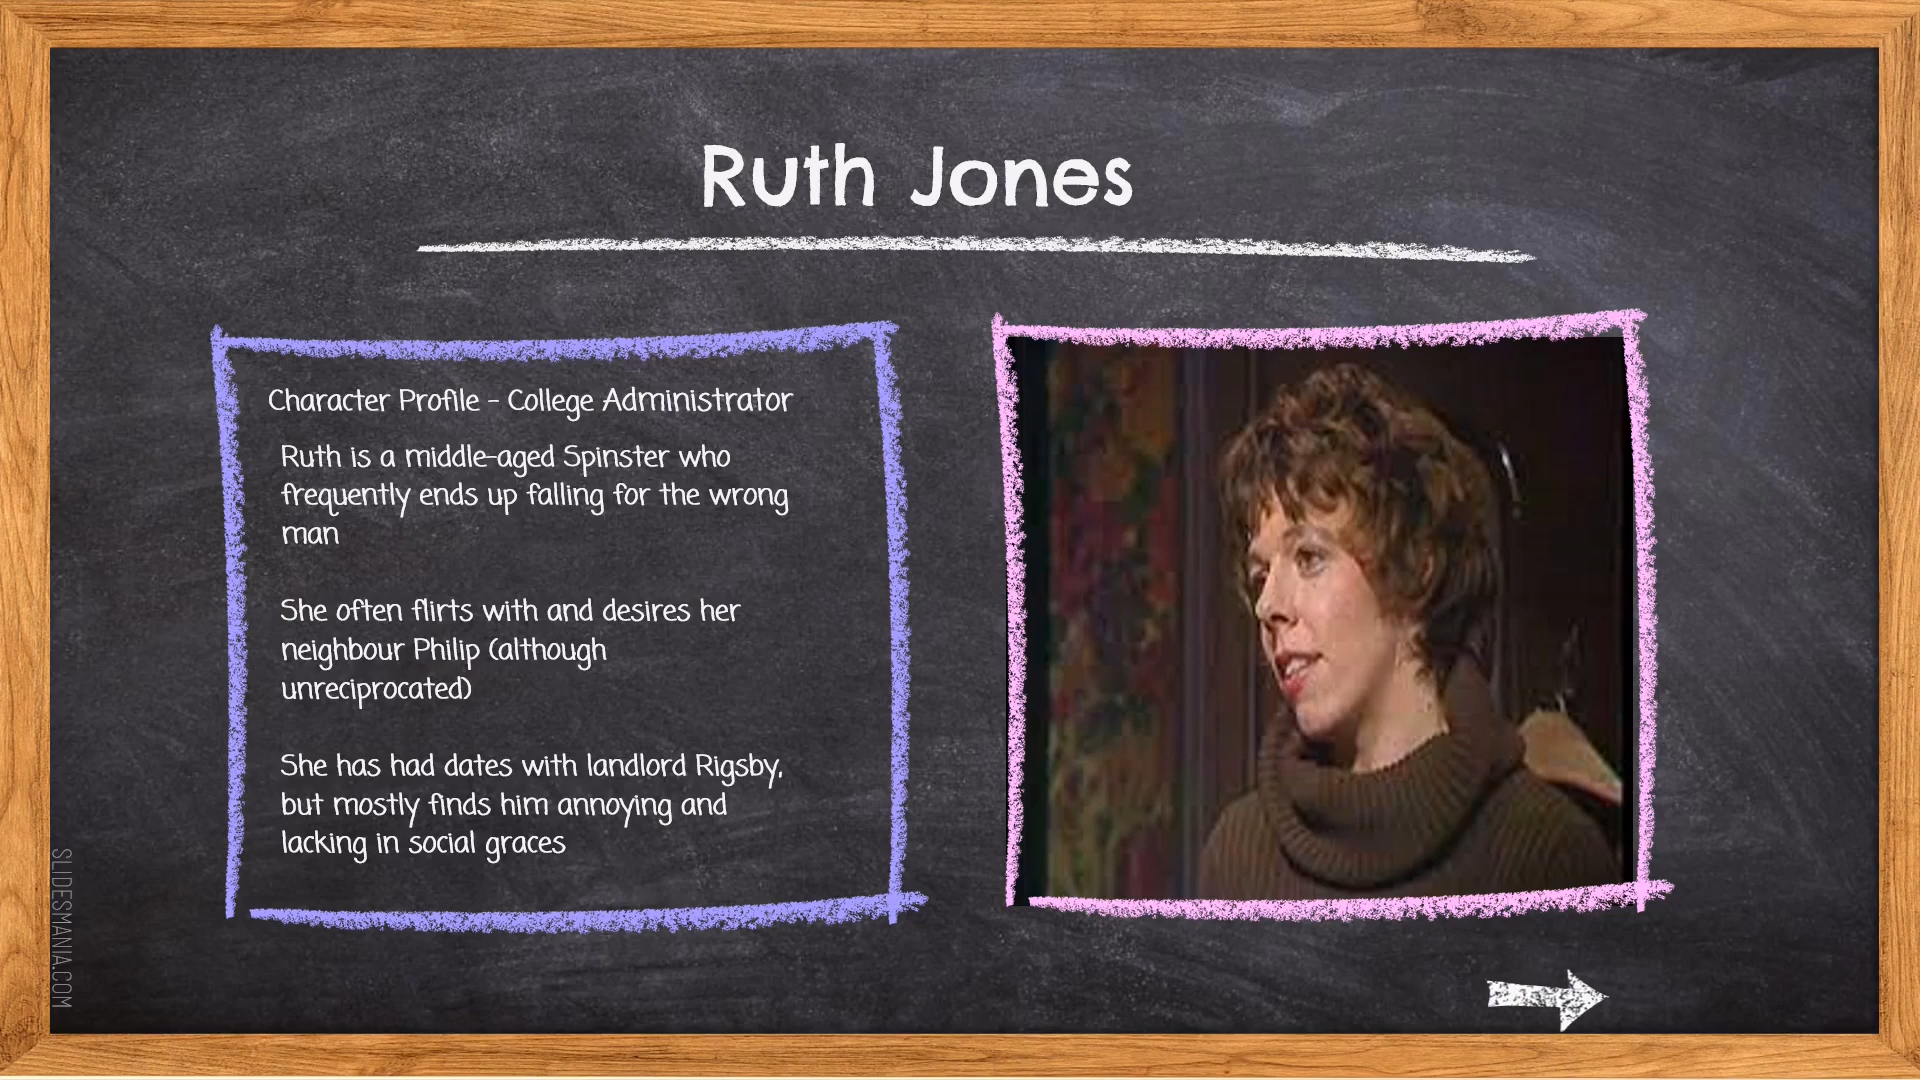 Ruth Jones
Character Profile - College Administrator
Ruth is a middle-aged Spinster who
frequently ends up falling for the wrong
man
She often flirts with and desires her
neighbour Philip (although
unreciprocated)
She has had dates with landlord Rigsby,
but mostly finds him annoying and
lacking in social graces
SLIDESMANIA.COM